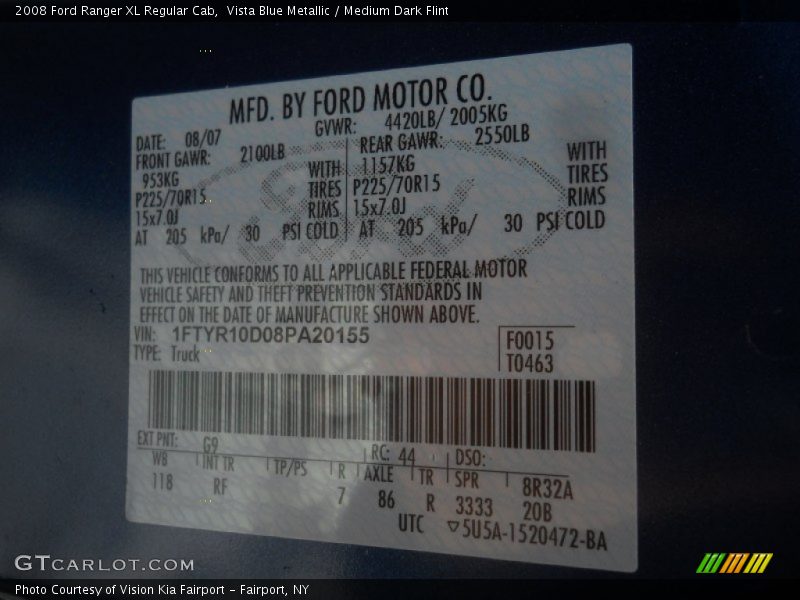 2008 Ford Ranger XL Regular Cab,  Vista Blue Metallic / Medium Dark Flint
MFD. BY FORD MOTOR CO.
DATE: 08/07 GVWR: 4420LB/ 2005KG
FRONT GAWR: 2100LB REAR GAWR: 2550LB
953KG WITH 1157KG WITH
P225/70R15 TIRES P225/70R15 TIRES
15x7.0J RIMS 15x7.0J RIMS
AT 205 kPa/ 30 PSI COLD AT 205 kPa/ 30 PSI COLD
THIS VEHICLE CONFORMS TO ALL APPLICABLE FEDERAL MOTOR
VEHICLE SAFETY AND THEFT PREVENTION STANDARDS IN
EFFECT ON THE DATE OF MANUFACTURE SHOWN ABOVE.
VIN: 1FTYR10D08PA20155 F0015
TYPE: Truck T0463
EXT PNT: G9 RC: 44 DSO:
WB INT TR TP/PS R AXLE TR SPR 8R32A
118 RF 7 86 R 3333 20B
UTC ▽5U5A-1520472-BA
GTCARLOT.COM
Photo Courtesy of Vision Kia Fairport – Fairport, NY